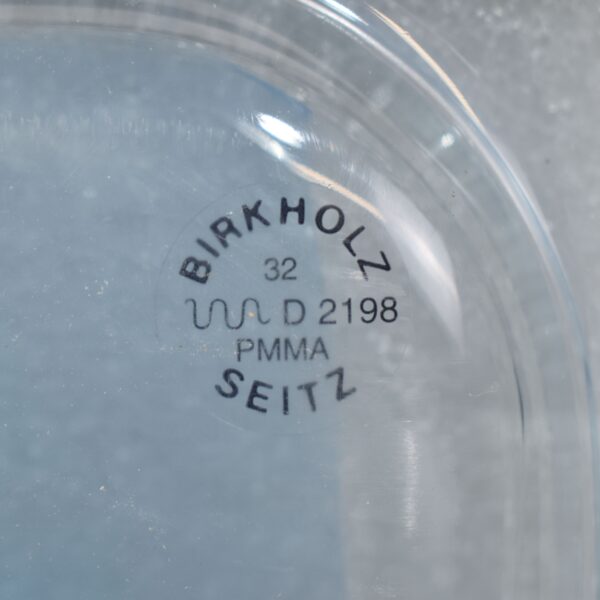 BIRKHOLZ
32
D 2198
PMMA
SEITZ